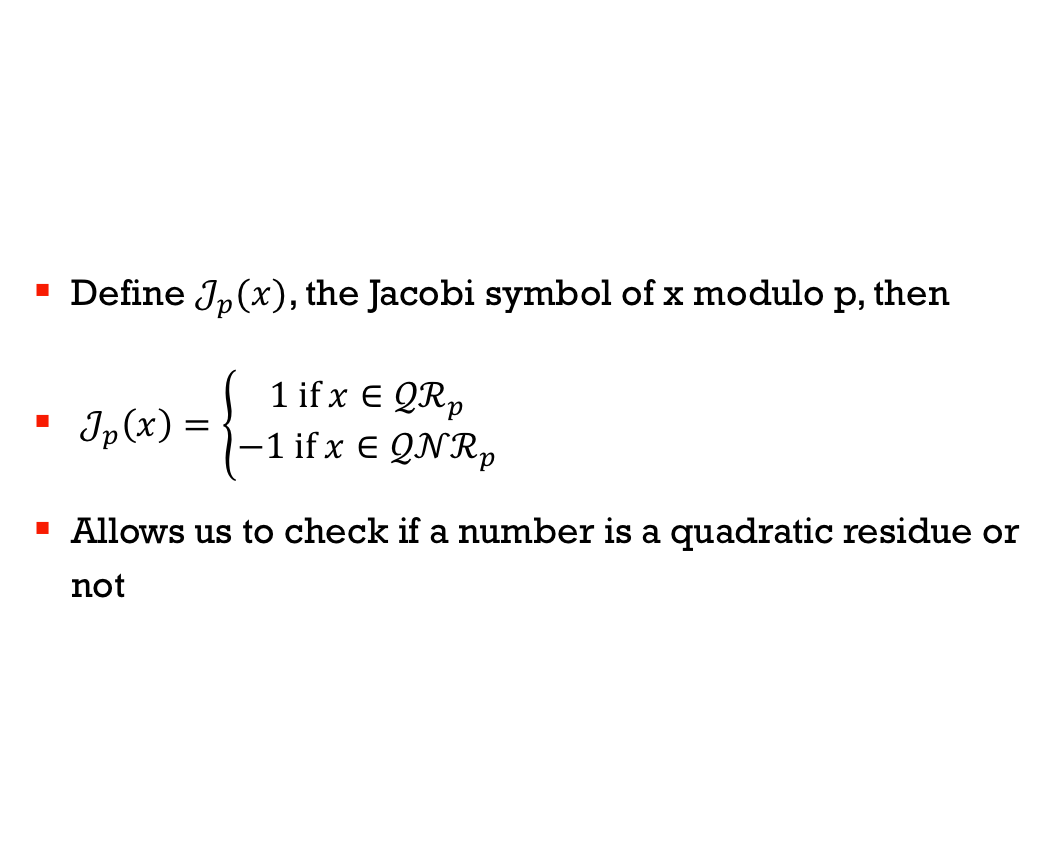 ▪ Define 𝒥ₚ(𝑥), the Jacobi symbol of x modulo p, then
▪ 𝒥ₚ(𝑥) = { 1 if 𝑥 ∈ 𝒬ℛₚ
−1 if 𝑥 ∈ 𝒬𝒩ℛₚ
▪ Allows us to check if a number is a quadratic residue or
not